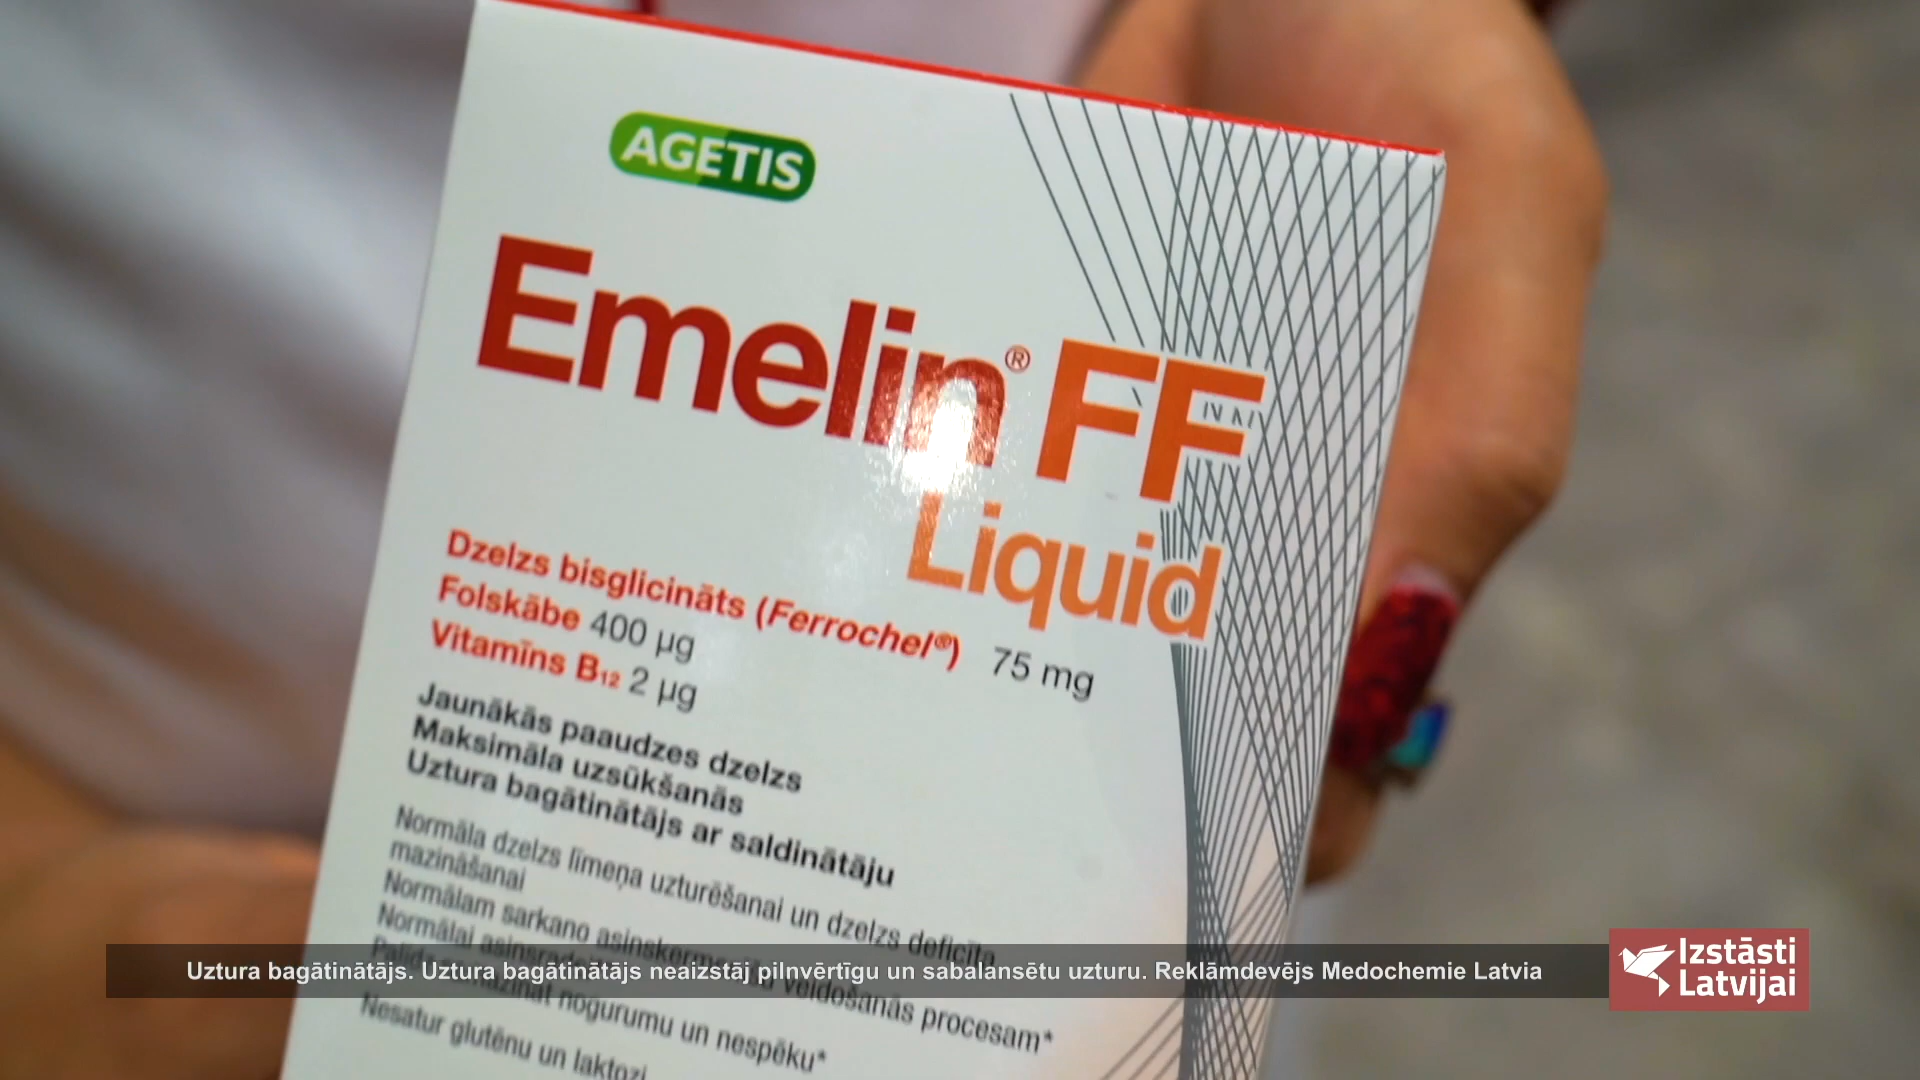 AGETIS
Emelin® FF
Liquid
Dzelzs bisglicināts (Ferrochel®) 75 mg
Folskābe 400 µg
Vitamīns B12 2 µg
Jaunākās paaudzes dzelzs
Maksimāla uzsūkšanās
Uztura bagātinātājs ar saldinātāju
Normāla dzelzs līmeņa uzturēšanai un dzelzs deficīta
mazināšanai
Normālam sarkano asinsķermenīšu veidošanās procesam*
Normālai
Palīdz samazināt nogurumu un nespēku*
Nesatur glutēnu un laktozi
Uztura bagātinātājs. Uztura bagātinātājs neaizstāj pilnvērtīgu un sabalansētu uzturu. Reklāmdevējs Medochemie Latvia
Izstāsti
Latvijai